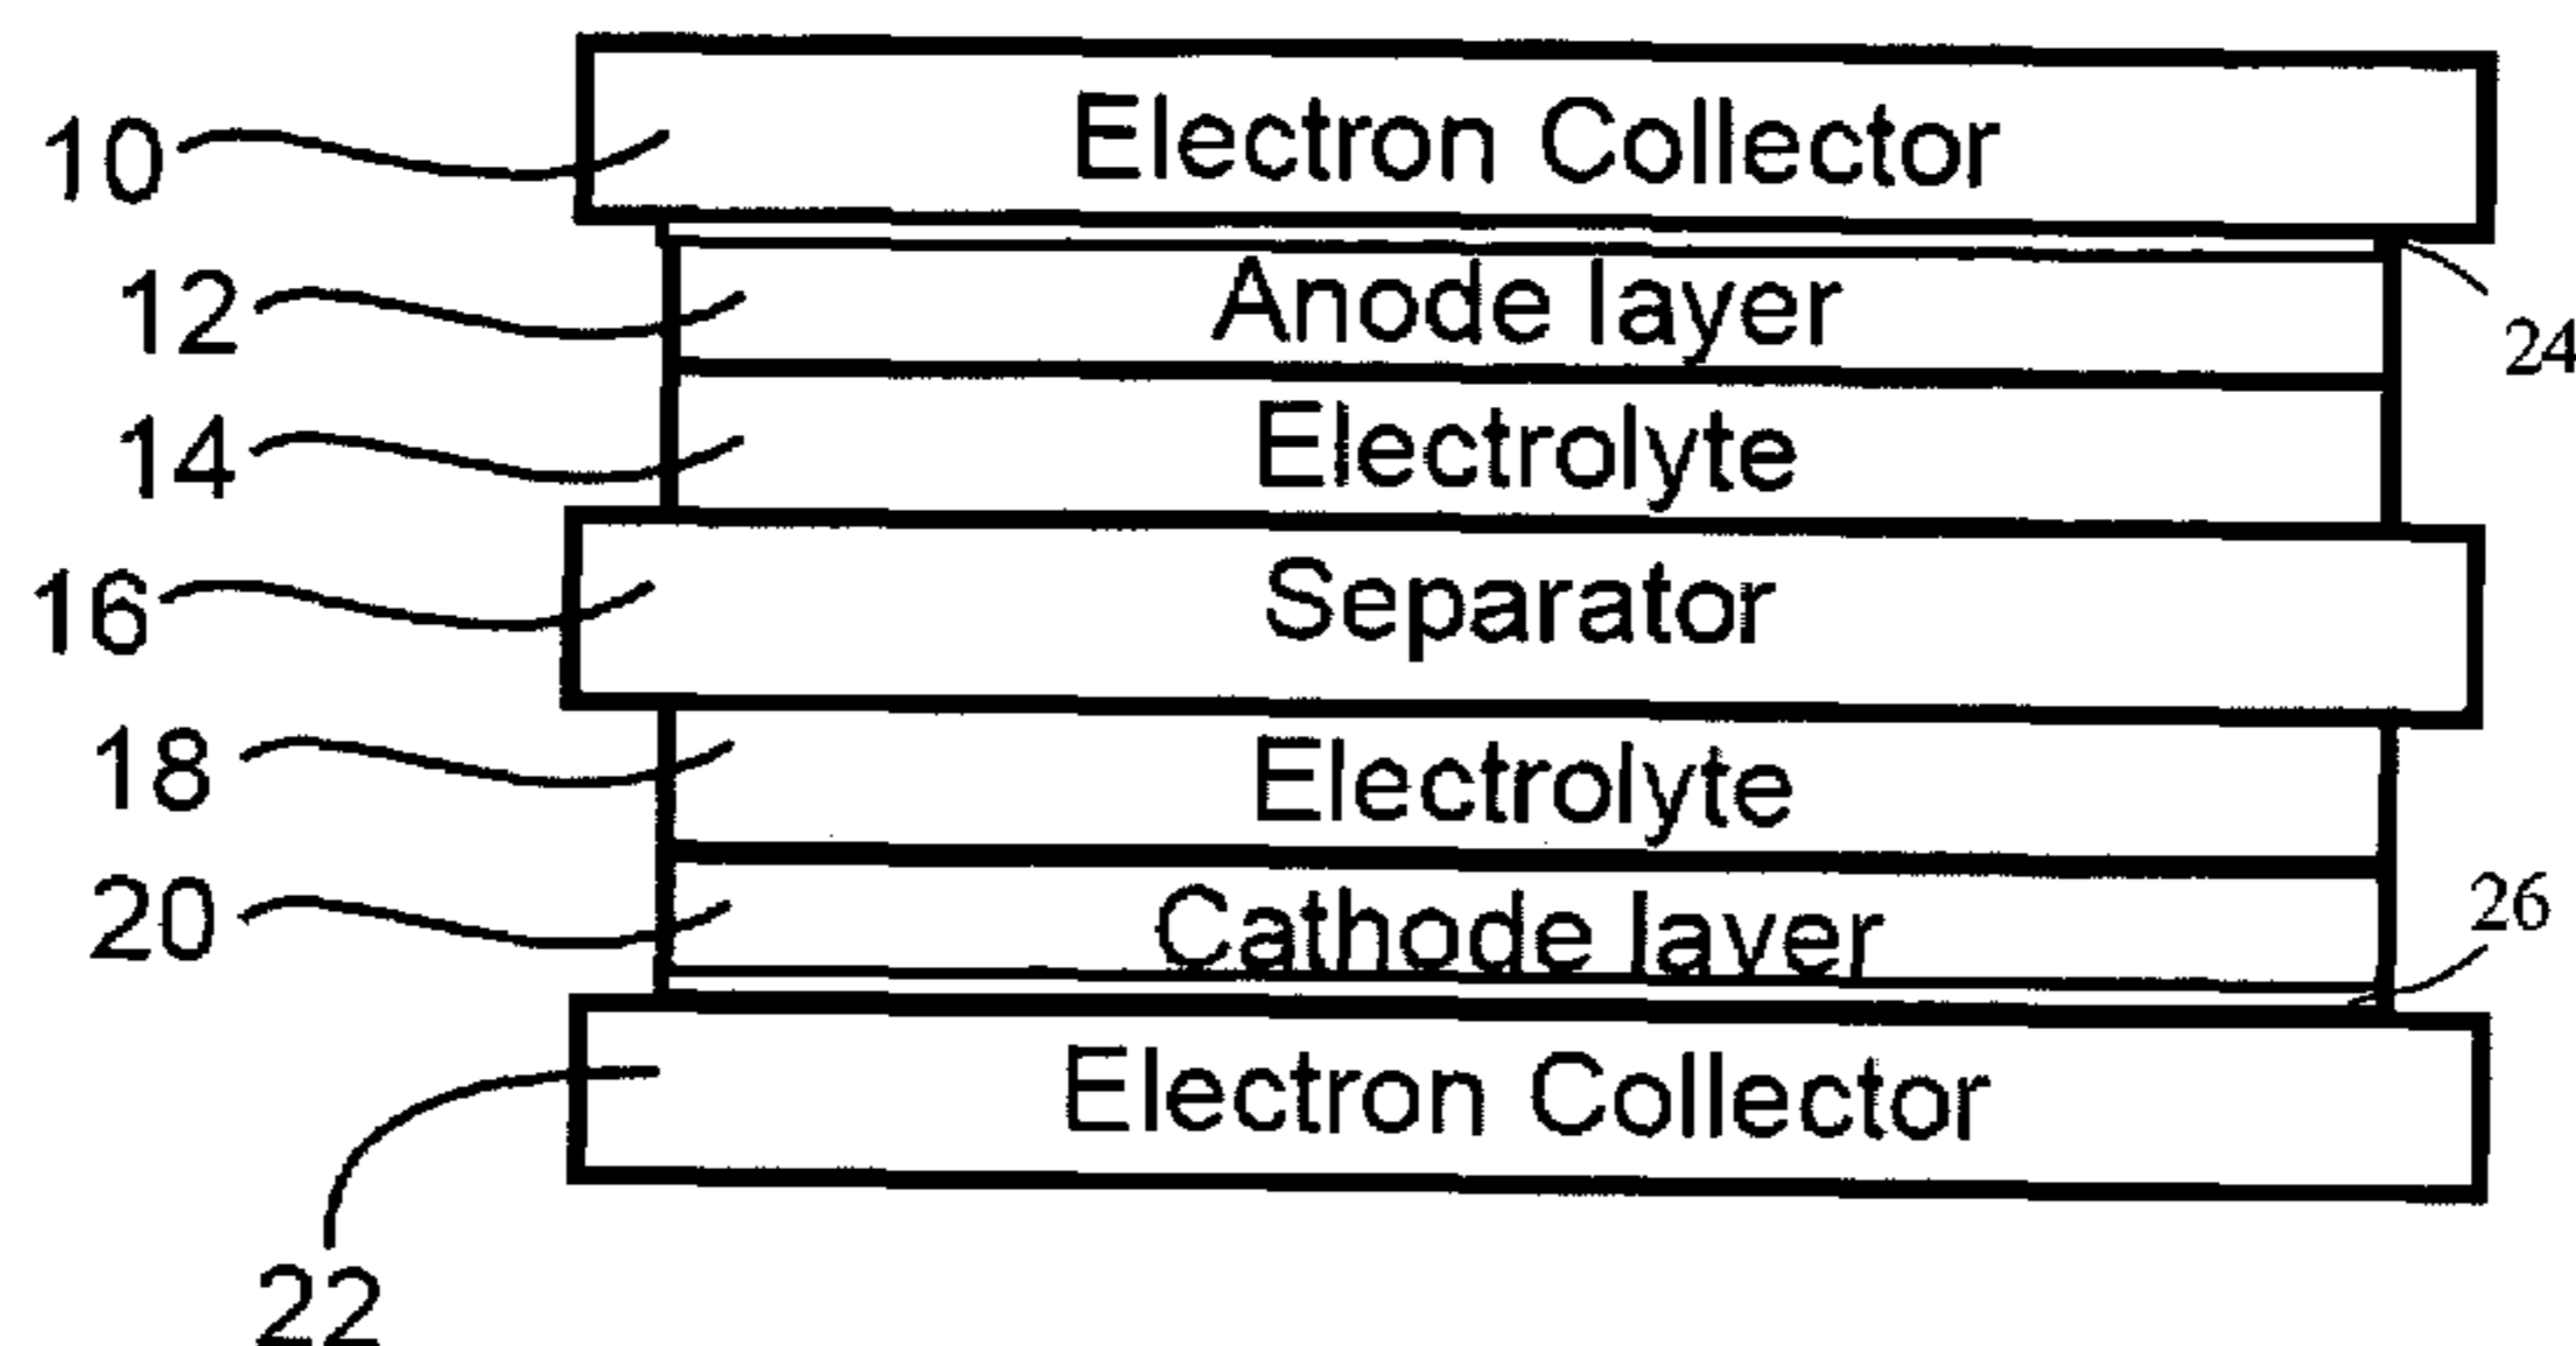 10 Electron Collector
12 Anode layer 24
14 Electrolyte
16 Separator
18 Electrolyte
20 Cathode layer 26
22 Electron Collector